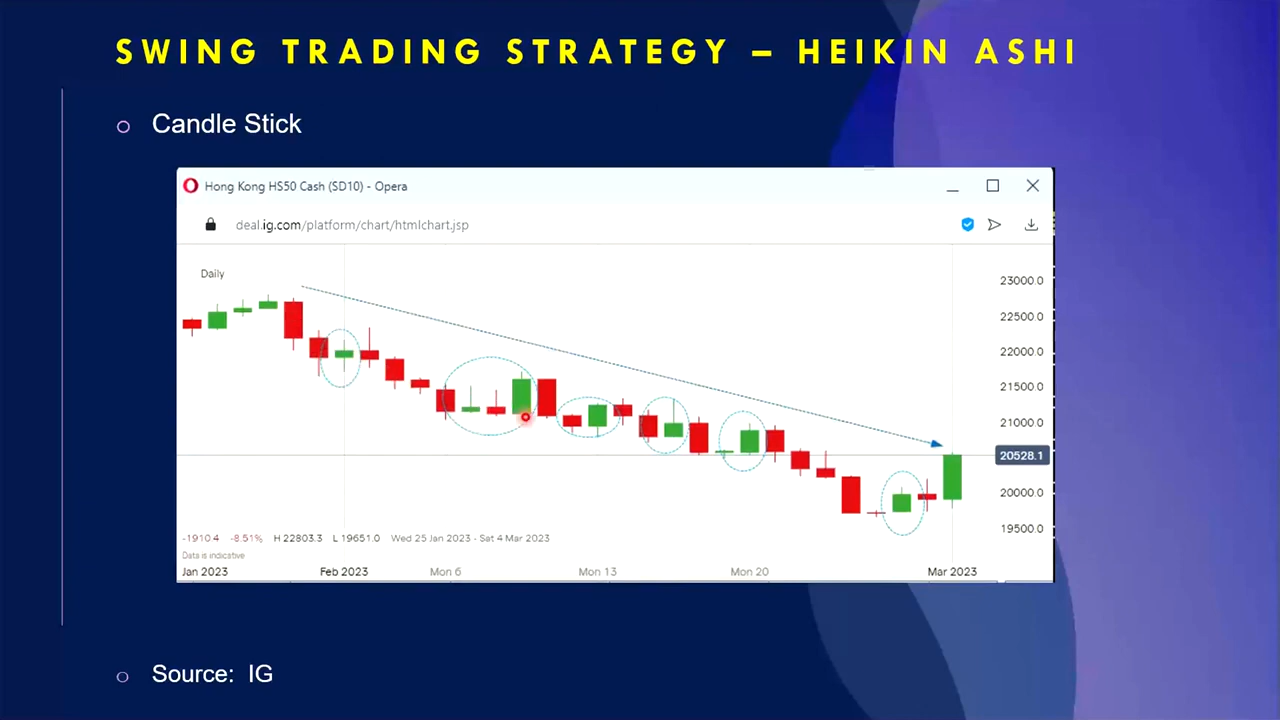 SWING TRADING STRATEGY – HEIKIN ASHI
Candle Stick
Hong Kong HS50 Cash (SD10) - Opera
deal.ig.com/platform/chart/htmlchart.jsp
Daily
23000.0
22500.0
22000.0
21500.0
21000.0
20528.1
20000.0
19500.0
-1910.4 -8.51% H 22803.3 L 19651.0 Wed 25 Jan 2023 - Sat 4 Mar 2023
Data is indicative
Jan 2023 Feb 2023 Mon 6 Mon 13 Mon 20 Mar 2023
Source: IG